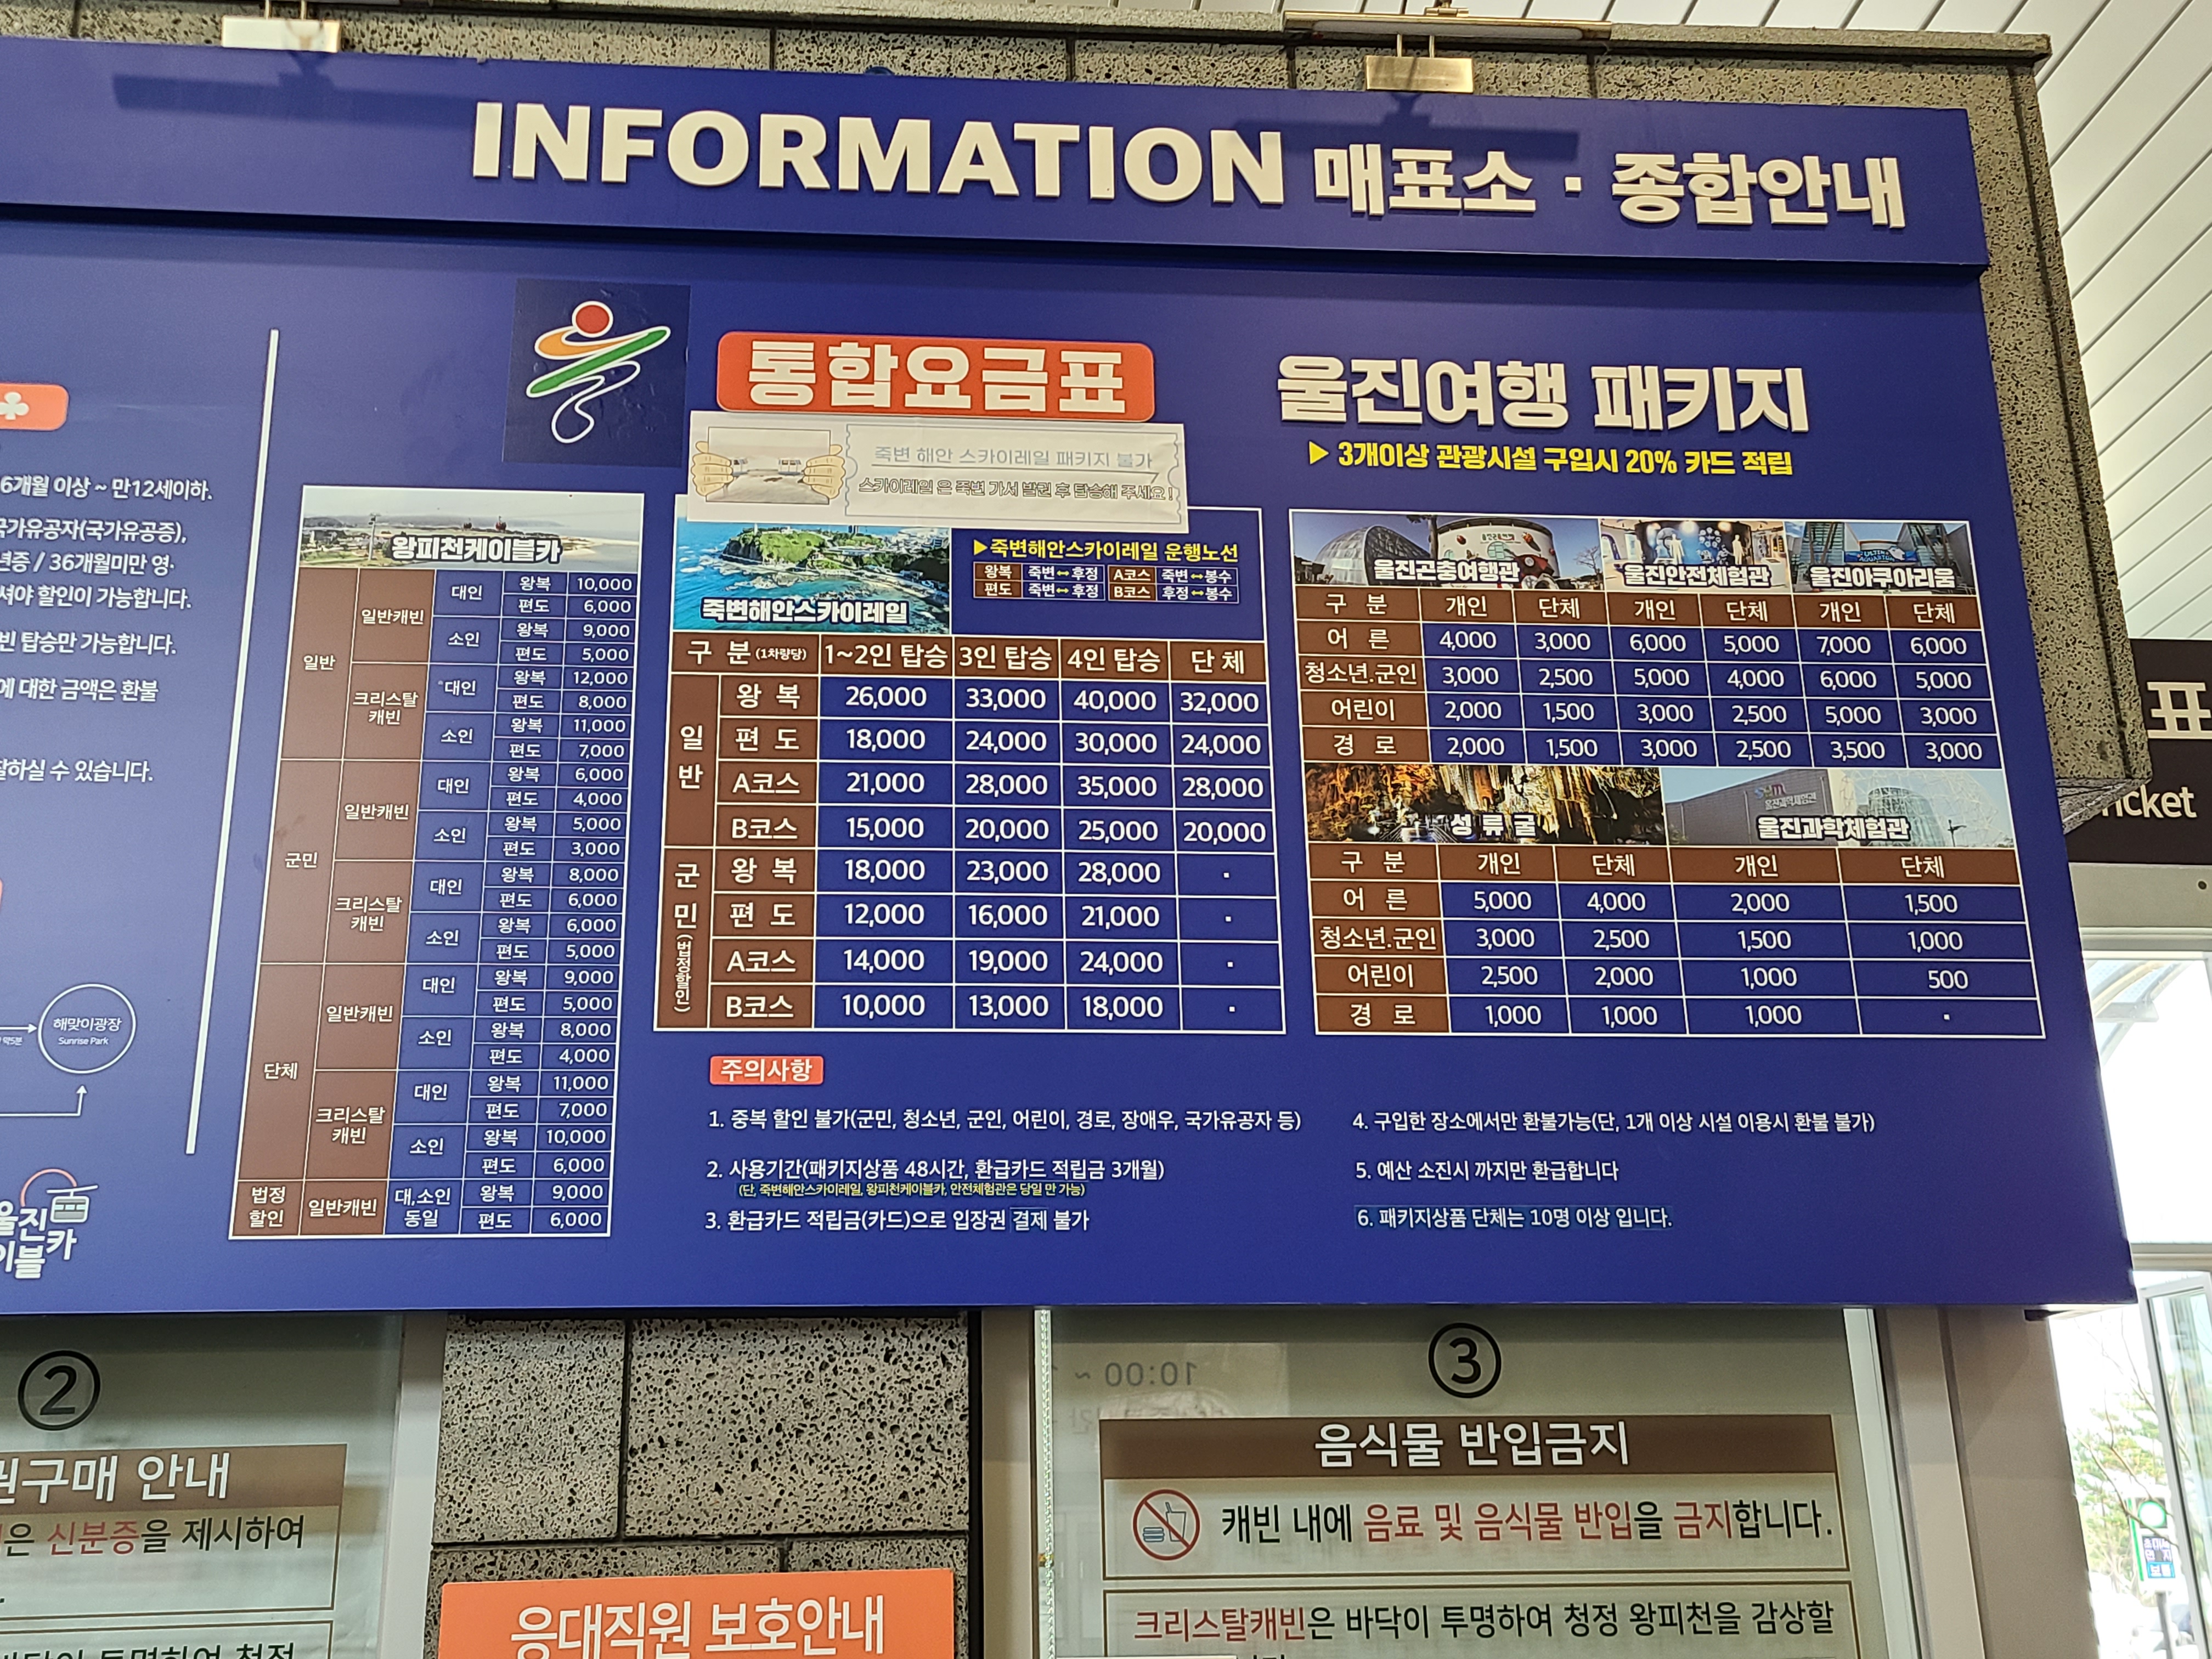 INFORMATION 매표소 · 종합안내
6개월 이상 ~ 만12세이하.
국가유공자(국가유공증),
년증 / 36개월미만 영·
셔야 할인이 가능합니다.
빈 탑승만 가능합니다.
에 대한 금액은 환불
할하실 수 있습니다.
해맞이광장
Sunrise Park
약5분
울진
이블카
통합요금표
죽변 해안 스카이레일 패키지 불가
스카이레일 은 죽변 가서 발권 후 탑승해 주세요!
왕피천케이블카
일반 일반캐빈 대인 왕복 10,000
편도 6,000
소인 왕복 9,000
편도 5,000
크리스탈캐빈 대인 왕복 12,000
편도 8,000
소인 왕복 11,000
편도 7,000
군민 일반캐빈 대인 왕복 6,000
편도 4,000
소인 왕복 5,000
편도 3,000
크리스탈캐빈 대인 왕복 8,000
편도 6,000
소인 왕복 6,000
편도 5,000
단체 일반캐빈 대인 왕복 9,000
편도 5,000
소인 왕복 8,000
편도 4,000
크리스탈캐빈 대인 왕복 11,000
편도 7,000
소인 왕복 10,000
편도 6,000
법정할인 일반캐빈 대,소인동일 왕복 9,000
편도 6,000
죽변해안스카이레일
▶죽변해안스카이레일 운행노선
왕복 죽변↔후정 A코스 죽변↔봉수
편도 죽변↔후정 B코스 후정↔봉수
구 분(1차량당) 1~2인 탑승 3인 탑승 4인 탑승 단 체
일반 왕 복 26,000 33,000 40,000 32,000
편 도 18,000 24,000 30,000 24,000
A코스 21,000 28,000 35,000 28,000
B코스 15,000 20,000 25,000 20,000
군민(법정할인) 왕 복 18,000 23,000 28,000 ·
편 도 12,000 16,000 21,000 ·
A코스 14,000 19,000 24,000 ·
B코스 10,000 13,000 18,000 ·
울진여행 패키지
▶ 3개이상 관광시설 구입시 20% 카드 적립
울진곤충여행관 울진안전체험관 울진아쿠아리움
구 분 개인 단체 개인 단체 개인 단체
어 른 4,000 3,000 6,000 5,000 7,000 6,000
청소년.군인 3,000 2,500 5,000 4,000 6,000 5,000
어린이 2,000 1,500 3,000 2,500 5,000 3,000
경 로 2,000 1,500 3,000 2,500 3,500 3,000
성류굴 울진과학체험관
구 분 개인 단체 개인 단체
어 른 5,000 4,000 2,000 1,500
청소년.군인 3,000 2,500 1,500 1,000
어린이 2,500 2,000 1,000 500
경 로 1,000 1,000 1,000 ·
주의사항
1. 중복 할인 불가(군민, 청소년, 군인, 어린이, 경로, 장애우, 국가유공자 등)
2. 사용기간(패키지상품 48시간, 환급카드 적립금 3개월)
(단, 죽변해안스카이레일, 왕피천케이블카, 안전체험관은 당일 만 가능)
3. 환급카드 적립금(카드)으로 입장권 결제 불가
4. 구입한 장소에서만 환불가능(단, 1개 이상 시설 이용시 환불 불가)
5. 예산 소진시 까지만 환급합니다
6. 패키지상품 단체는 10명 이상 입니다.
표
icket
②
권구매 안내
은 신분증을 제시하여
응대직원 보호안내
③
10:00 ~
음식물 반입금지
캐빈 내에 음료 및 음식물 반입을 금지합니다.
크리스탈캐빈은 바닥이 투명하여 청정 왕피천을 감상할